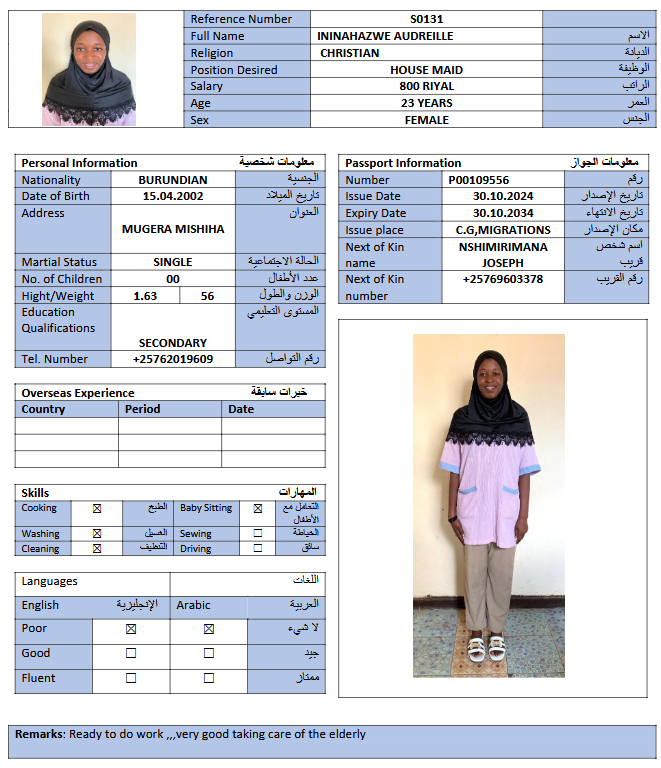 Reference Number S0131
Full Name ININAHAZWE AUDREILLE الاسم
Religion CHRISTIAN الديانة
Position Desired HOUSE MAID الوظيفة
Salary 800 RIYAL الراتب
Age 23 YEARS العمر
Sex FEMALE الجنس
Personal Information معلومات شخصية
Nationality BURUNDIAN الجنسية
Date of Birth 15.04.2002 تاريخ الميلاد
Address MUGERA MISHIHA العنوان
Martial Status SINGLE الحالة الاجتماعية
No. of Children 00 عدد الأطفال
Hight/Weight 1.63 56 الوزن والطول
Education Qualifications SECONDARY المستوى التعليمي
Tel. Number +25762019609 رقم التواصل
Passport Information معلومات الجواز
Number P00109556 رقم
Issue Date 30.10.2024 تاريخ الإصدار
Expiry Date 30.10.2034 تاريخ الانتهاء
Issue place C.G,MIGRATIONS مكان الإصدار
Next of Kin name NSHIMIRIMANA JOSEPH اسم شخص قريب
Next of Kin number +25769603378 رقم القريب
Overseas Experience خبرات سابقة
Country Period Date
Skills المهارات
Cooking ☒ الطبخ Baby Sitting ☒ التعامل مع الأطفال
Washing ☒ الغسيل Sewing ☐ الخياطة
Cleaning ☒ التنظيف Driving ☐ سائق
Languages اللغات
English الإنجليزية Arabic العربية
Poor ☒ ☒ لا شيء
Good ☐ ☐ جيد
Fluent ☐ ☐ ممتاز
Remarks: Ready to do work ,,,very good taking care of the elderly